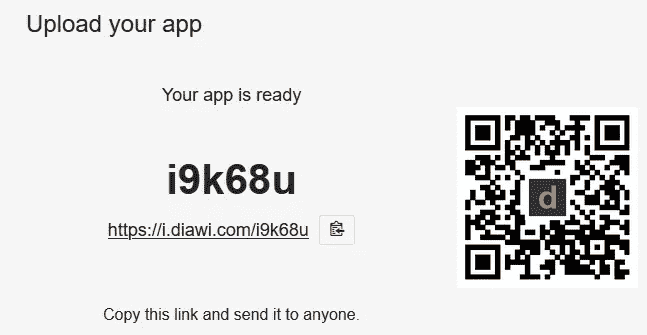 Upload your app
Your app is ready
i9k68u
https://i.diawi.com/i9k68u
d
Copy this link and send it to anyone.